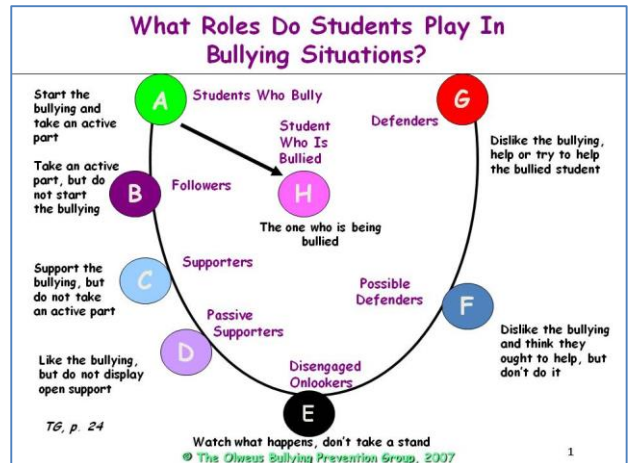 What Roles Do Students Play In
Bullying Situations?
Start the
bullying and
take an active
part
A
Students Who Bully
Student
Who Is
Bullied
Defenders
G
Dislike the bullying,
help or try to help
the bullied student
Take an active
part, but do
not start
the bullying
B
Followers
H
The one who is being
bullied
Support the
bullying, but
do not take
an active part
C
Supporters
Possible
Defenders
F
Dislike the bullying
and think they
ought to help, but
don't do it
Like the bullying,
but do not display
open support
D
Passive
Supporters
Disengaged
Onlookers
E
TG, p. 24
Watch what happens, don't take a stand
© The Olweus Bullying Prevention Group, 2007
1